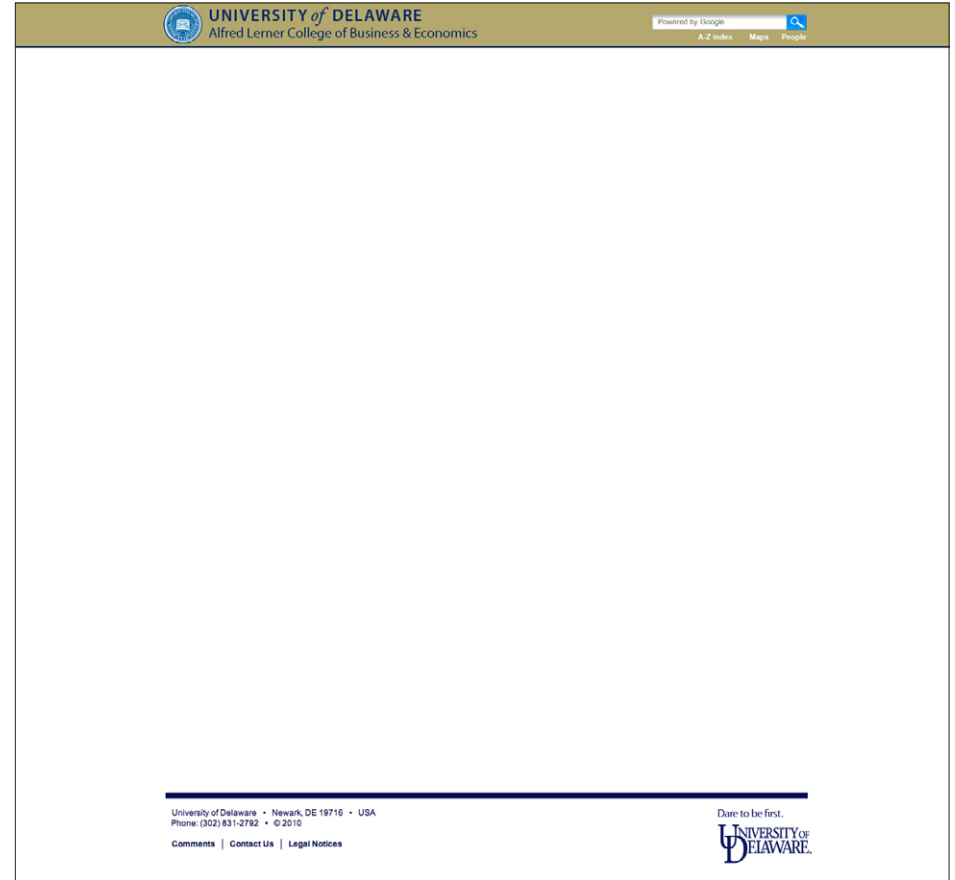 UNIVERSITY of DELAWARE
Alfred Lerner College of Business & Economics
Powered by Google
A-Z index Maps People
University of Delaware • Newark, DE 19716 • USA
Phone: (302) 831-2792 • © 2010
Comments | Contact Us | Legal Notices
Dare to be first.
UNIVERSITY OF
DELAWARE.